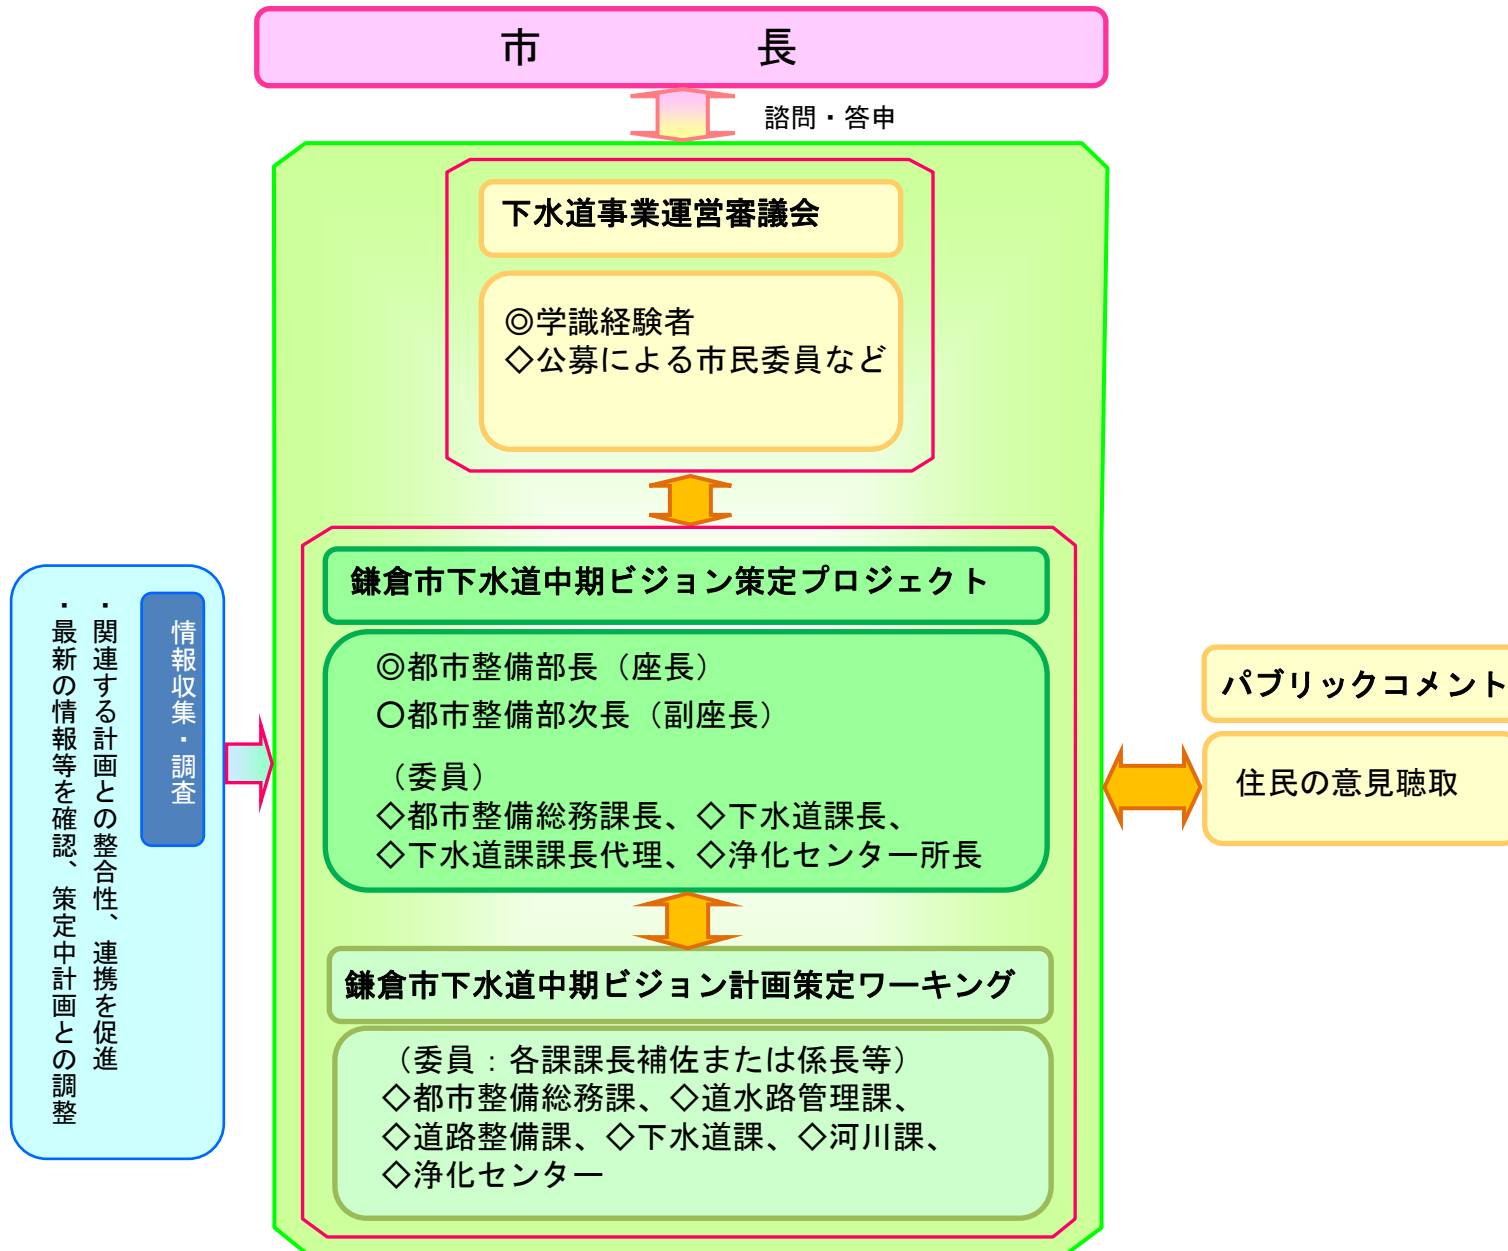 市　長
諮問・答申
下水道事業運営審議会
◎学識経験者
◇公募による市民委員など
鎌倉市下水道中期ビジョン策定プロジェクト
◎都市整備部長（座長）
○都市整備部次長（副座長）
（委員）
◇都市整備総務課長、◇下水道課長、
◇下水道課課長代理、◇浄化センター所長
鎌倉市下水道中期ビジョン計画策定ワーキング
（委員：各課課長補佐または係長等）
◇都市整備総務課、◇道水路管理課、
◇道路整備課、◇下水道課、◇河川課、
◇浄化センター
情報収集・調査
・関連する計画との整合性、連携を促進
・最新の情報等を確認、策定中計画との調整
パブリックコメント
住民の意見聴取